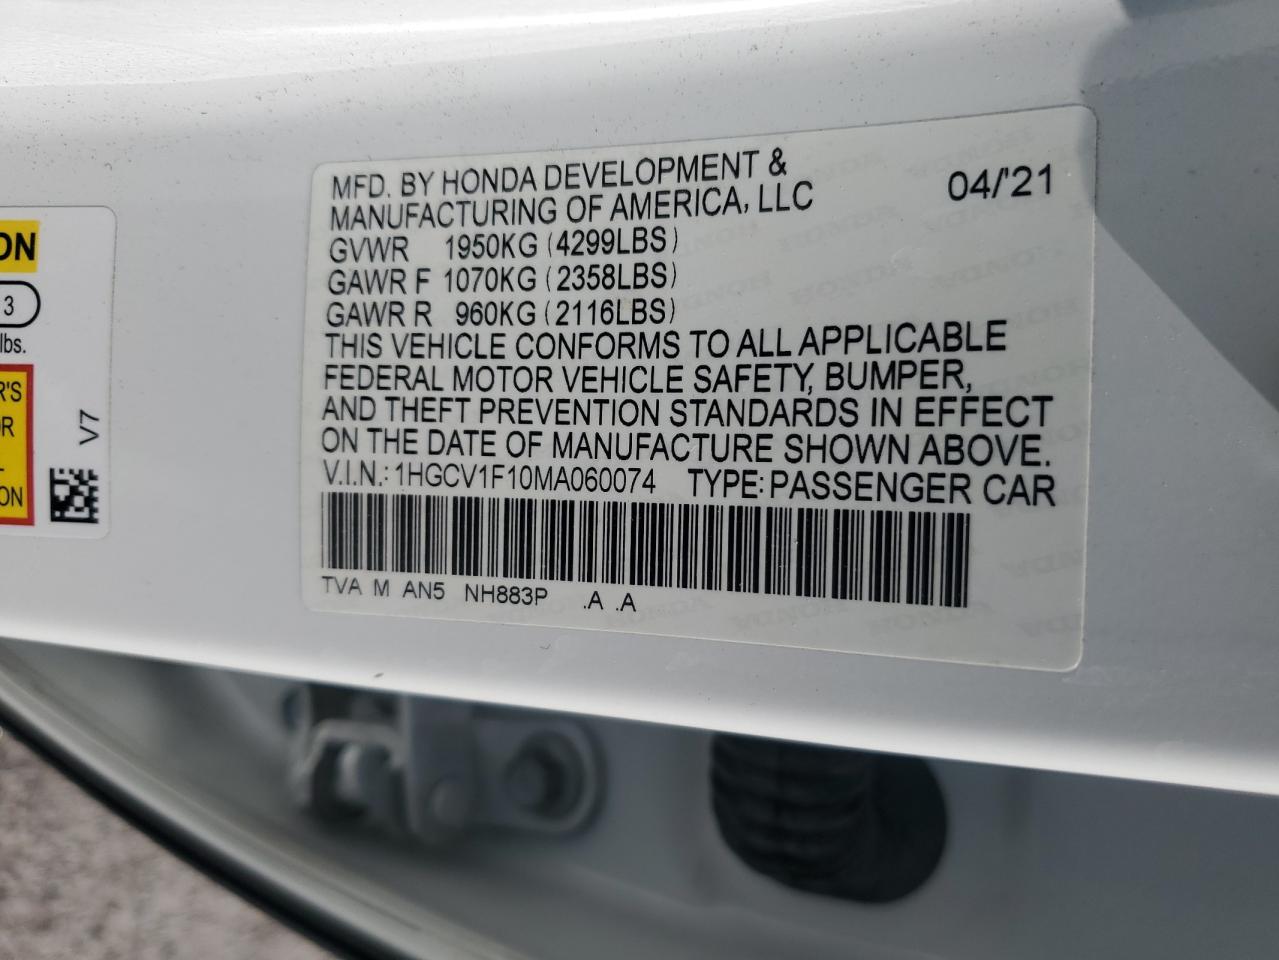 MFD. BY HONDA DEVELOPMENT &
MANUFACTURING OF AMERICA, LLC
04/'21
GVWR 1950KG (4299LBS)
GAWR F 1070KG (2358LBS)
GAWR R 960KG (2116LBS)
THIS VEHICLE CONFORMS TO ALL APPLICABLE
FEDERAL MOTOR VEHICLE SAFETY, BUMPER,
AND THEFT PREVENTION STANDARDS IN EFFECT
ON THE DATE OF MANUFACTURE SHOWN ABOVE.
V.I.N.: 1HGCV1F10MA060074 TYPE: PASSENGER CAR
TVA M AN5 NH883P .A .A
3
lbs.
V7